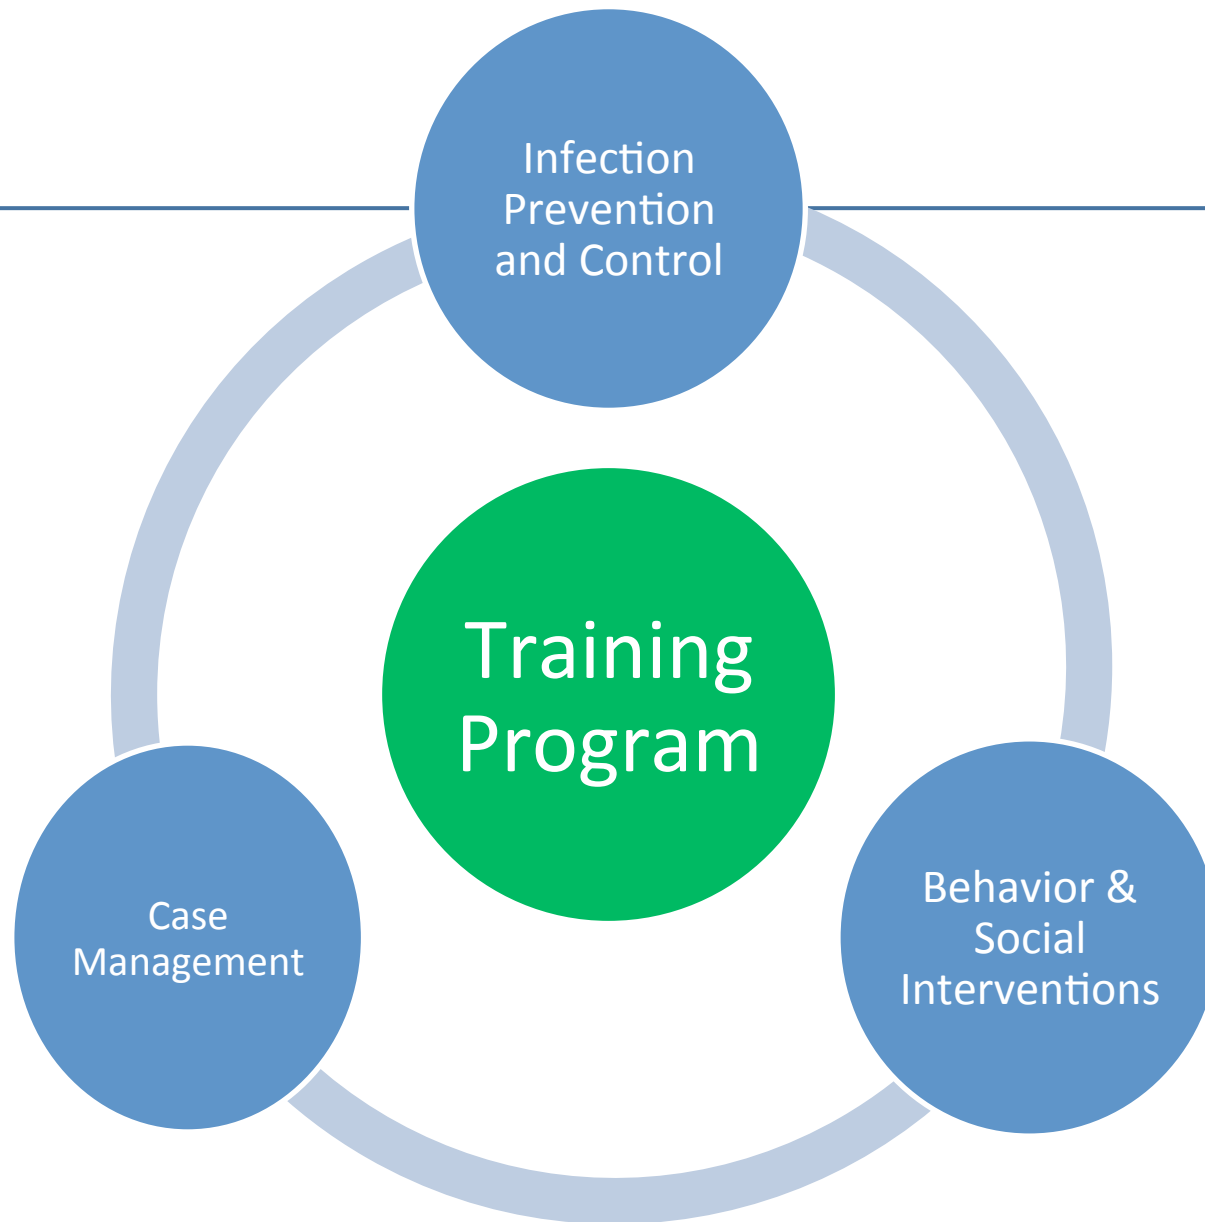 Infection
Prevention
and Control
Training
Program
Case
Management
Behavior &
Social
Interventions